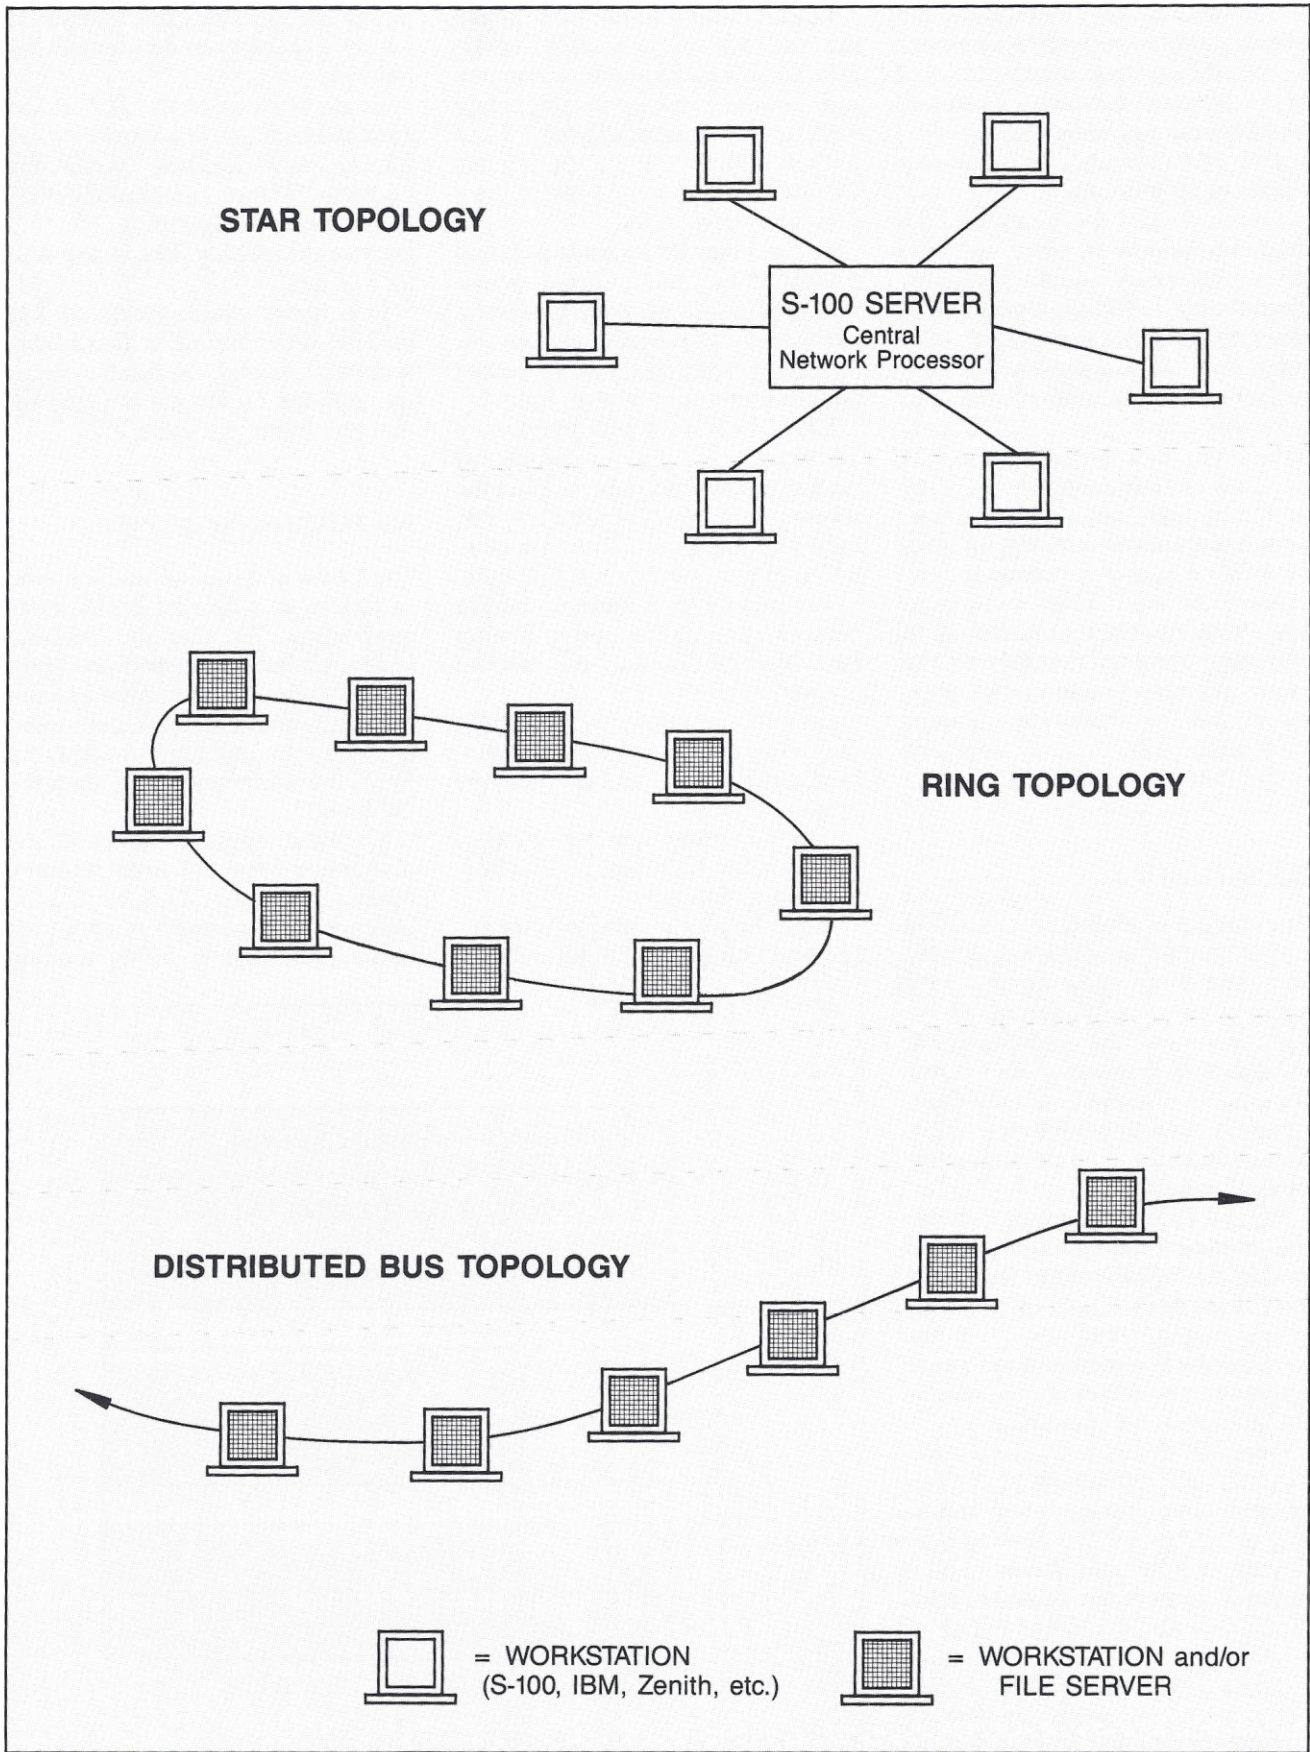 STAR TOPOLOGY
S-100 SERVER
Central
Network Processor
RING TOPOLOGY
DISTRIBUTED BUS TOPOLOGY
= WORKSTATION
(S-100, IBM, Zenith, etc.)
= WORKSTATION and/or
FILE SERVER